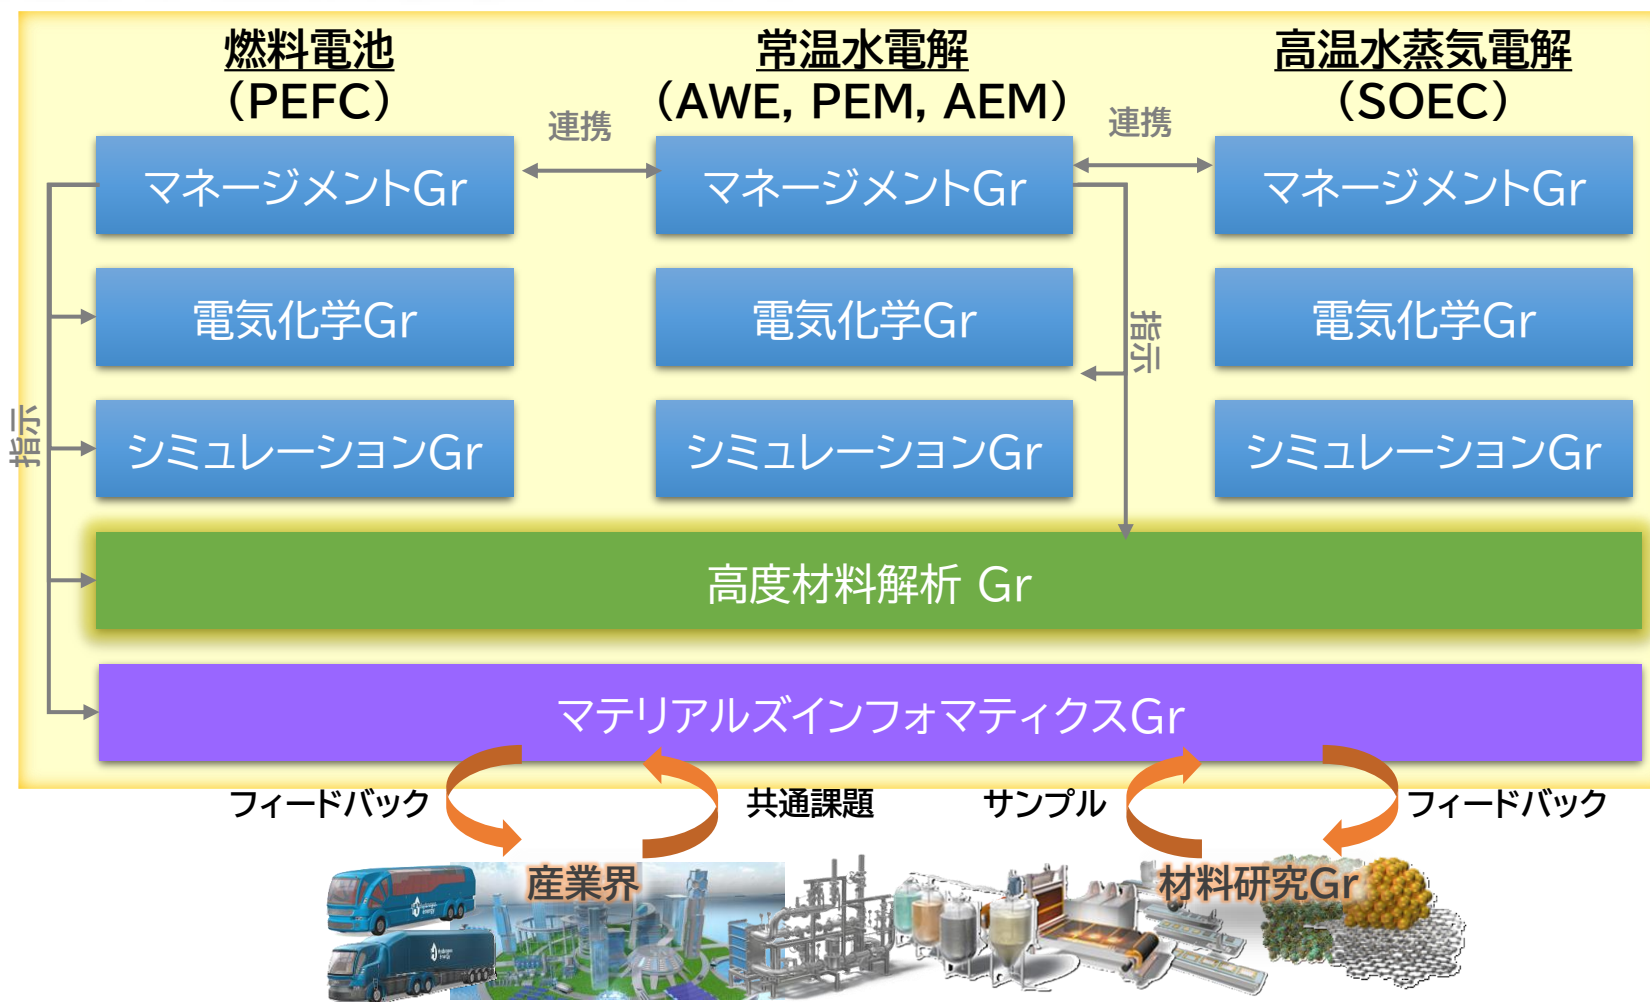 燃料電池
（PEFC）
常温水電解
（AWE, PEM, AEM）
高温水蒸気電解
（SOEC）
連携
連携
マネージメントGr
マネージメントGr
マネージメントGr
電気化学Gr
電気化学Gr
電気化学Gr
指示
指示
シミュレーションGr
シミュレーションGr
シミュレーションGr
高度材料解析 Gr
マテリアルズインフォマティクスGr
フィードバック
共通課題
サンプル
フィードバック
産業界
材料研究Gr
hydrogen
energy
hydrogen
energy